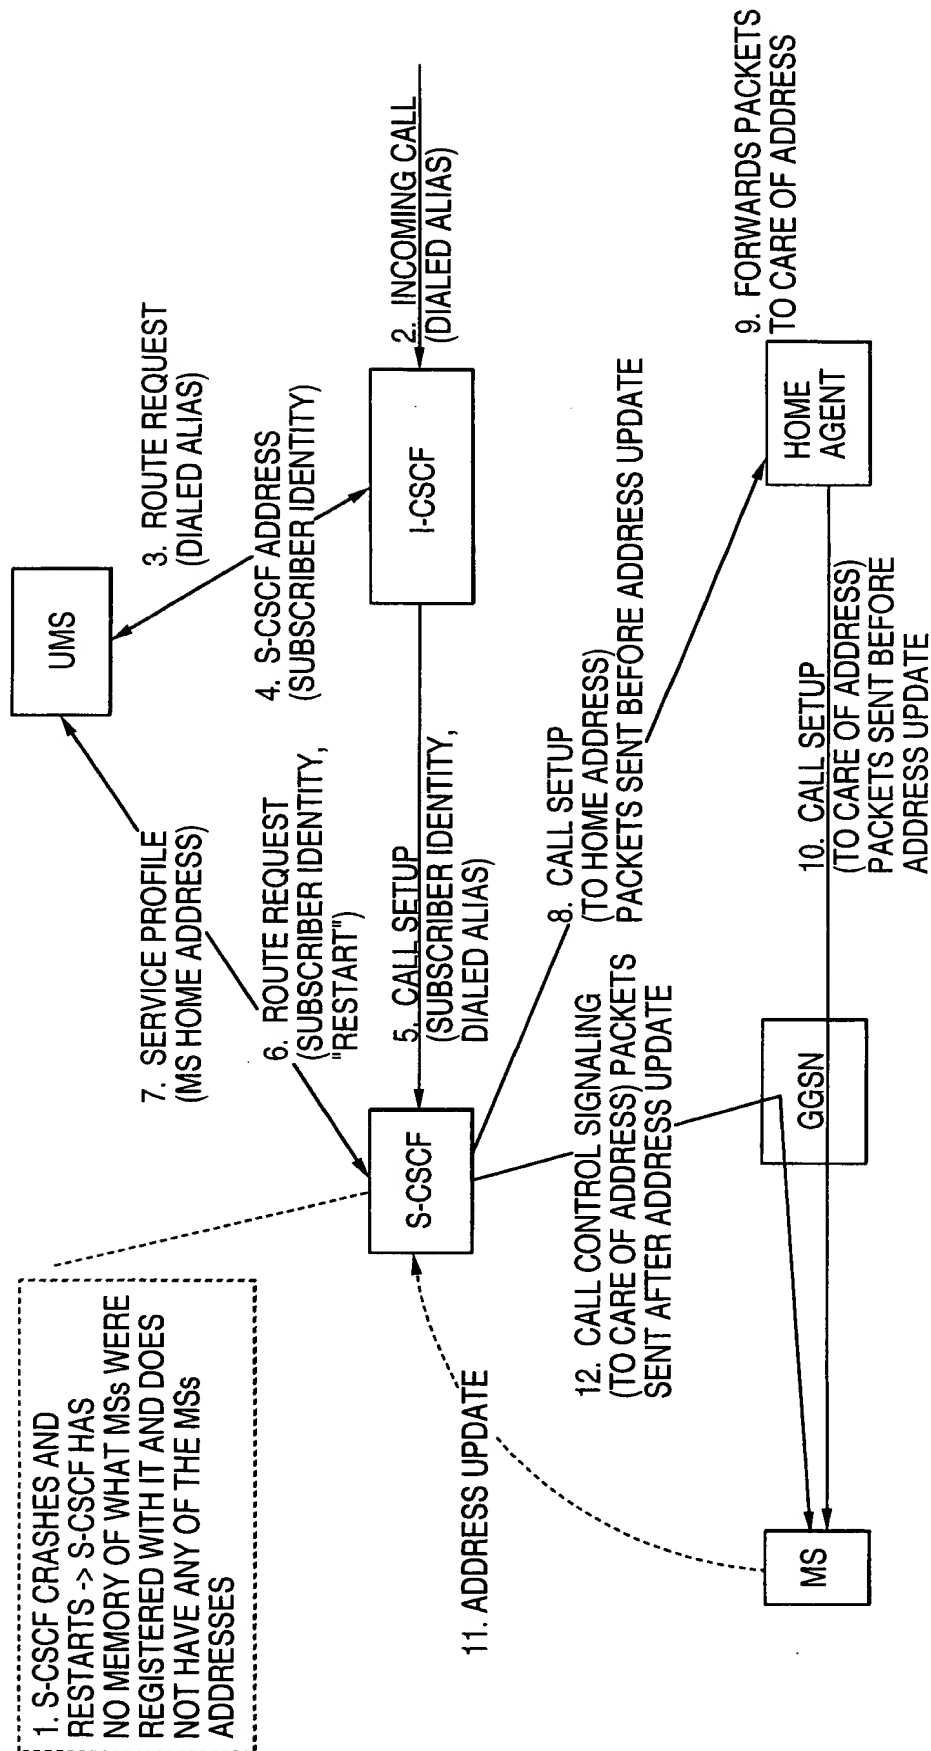 1. S-CSCF CRASHES AND
RESTARTS -> S-CSCF HAS
NO MEMORY OF WHAT MSs WERE
REGISTERED WITH IT AND DOES
NOT HAVE ANY OF THE MSs
ADDRESSES
UMS
3. ROUTE REQUEST
(DIALED ALIAS)
7. SERVICE PROFILE
(MS HOME ADDRESS)
4. S-CSCF ADDRESS
(SUBSCRIBER IDENTITY)
6. ROUTE REQUEST
(SUBSCRIBER IDENTITY,
"RESTART")
2. INCOMING CALL
(DIALED ALIAS)
I-CSCF
5. CALL SETUP
(SUBSCRIBER IDENTITY,
DIALED ALIAS)
S-CSCF
11. ADDRESS UPDATE
8. CALL SETUP
(TO HOME ADDRESS)
PACKETS SENT BEFORE ADDRESS UPDATE
12. CALL CONTROL SIGNALING
(TO CARE OF ADDRESS) PACKETS
SENT AFTER ADDRESS UPDATE
9. FORWARDS PACKETS
TO CARE OF ADDRESS
HOME
AGENT
GGSN
MS
10. CALL SETUP
(TO CARE OF ADDRESS)
PACKETS SENT BEFORE
ADDRESS UPDATE